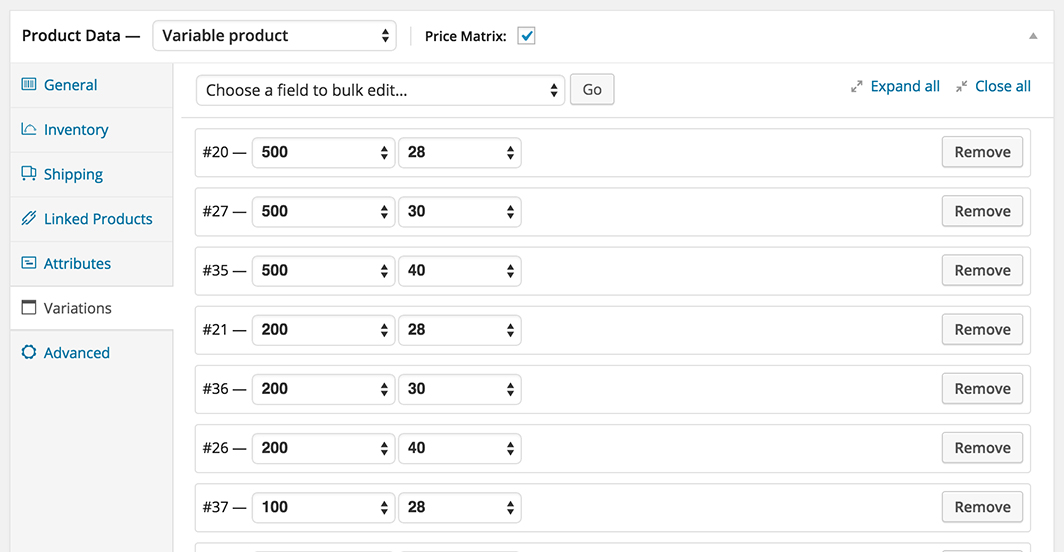 Product Data — Variable product Price Matrix:
General
Inventory
Shipping
Linked Products
Attributes
Variations
Advanced
Choose a field to bulk edit... Go Expand all Close all
#20 — 500 28 Remove
#27 — 500 30 Remove
#35 — 500 40 Remove
#21 — 200 28 Remove
#36 — 200 30 Remove
#26 — 200 40 Remove
#37 — 100 28 Remove